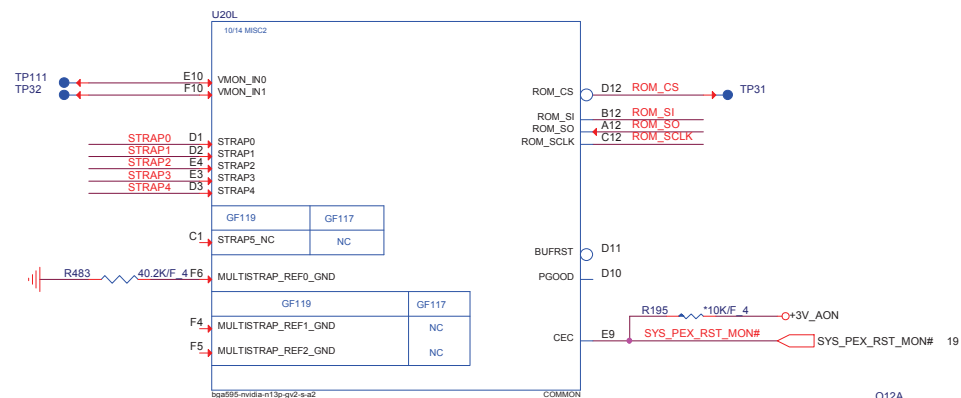 U20L
10/14 MISC2
TP111 E10 VMON_IN0
TP32 F10 VMON_IN1
ROM_CS D12 ROM_CS TP31
ROM_SI B12 ROM_SI
ROM_SO A12 ROM_SO
ROM_SCLK C12 ROM_SCLK
STRAP0 D1 STRAP0
STRAP1 D2 STRAP1
STRAP2 E4 STRAP2
STRAP3 E3 STRAP3
STRAP4 D3 STRAP4
GF119 GF117
C1 STRAP5_NC NC
BUFRST D11
PGOOD D10
R483 40.2K/F_4 F6 MULTISTRAP_REF0_GND
GF119 GF117
F4 MULTISTRAP_REF1_GND NC
F5 MULTISTRAP_REF2_GND NC
R195 *10K/F_4 +3V_AON
CEC E9 SYS_PEX_RST_MON# SYS_PEX_RST_MON# 19
bga595-nvidia-n13p-gv2-s-a2 COMMON
Q12A